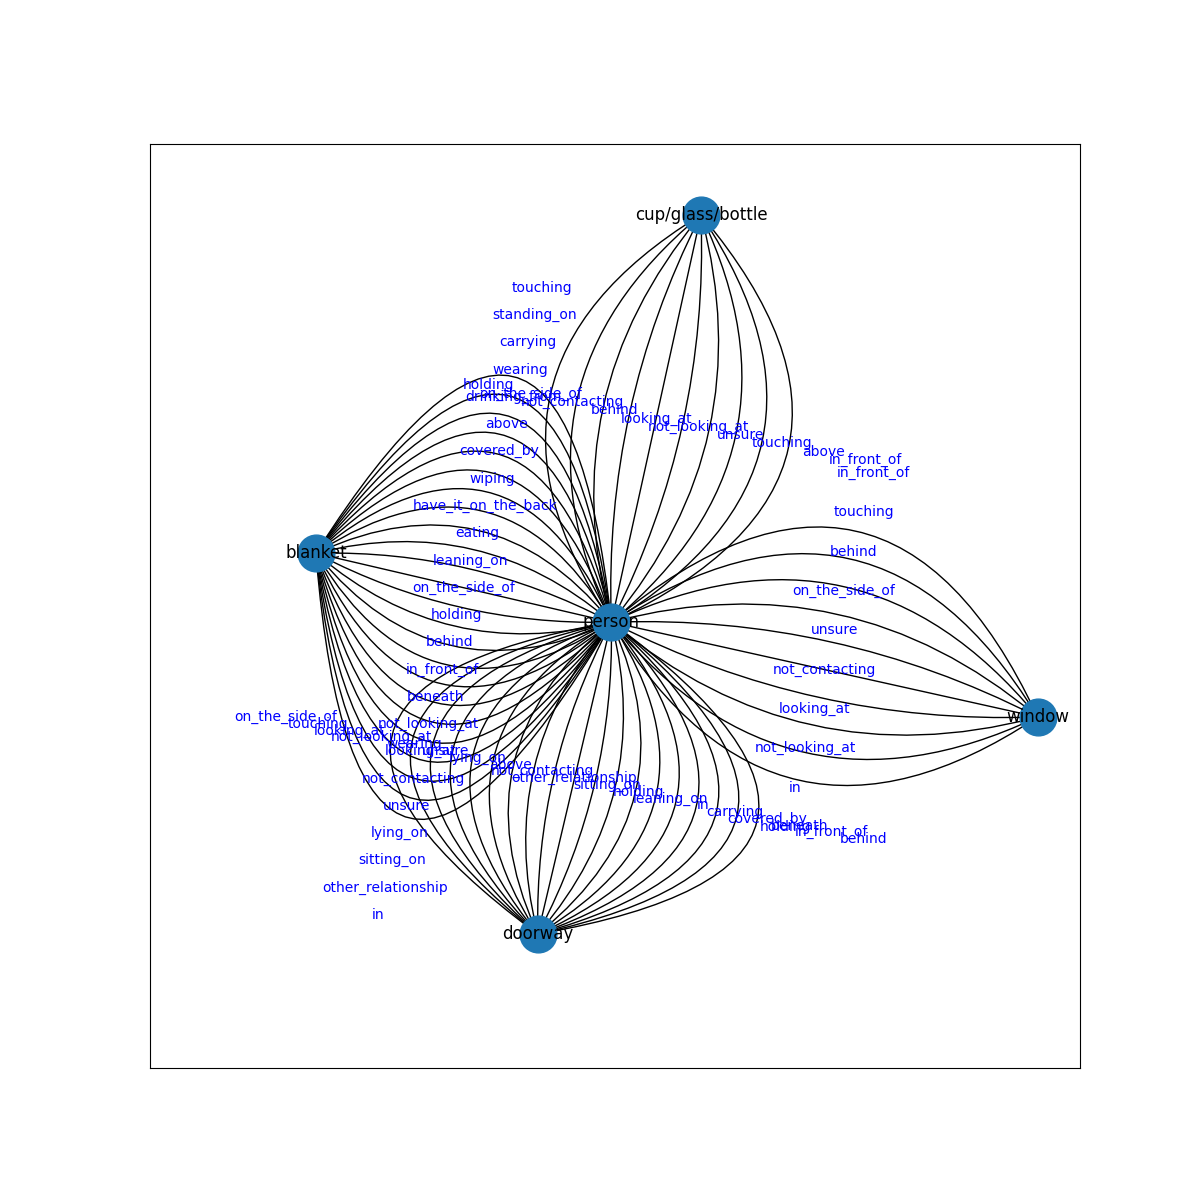 cup/glass/bottle
touching
standing_on
carrying
wearing
holding
on_the_side_of
not_contacting
behind
looking_at
not_looking_at
unsure
touching
above
in_front_of
in_front_of
above
covered_by
wiping
have_it_on_the_back
eating
leaning_on
on_the_side_of
holding
behind
in_front_of
beneath
not_looking_at
blanket
person
touching
behind
on_the_side_of
unsure
not_contacting
looking_at
not_looking_at
in
window
on_the_side_of
touching
looking_at
not_looking_at
wearing
looking_at
unsure
lying_on
above
not_contacting
other_relationship
sitting_on
holding
leaning_on
in
carrying
covered_by
holding
beneath
in_front_of
behind
not_contacting
unsure
lying_on
sitting_on
other_relationship
in
doorway